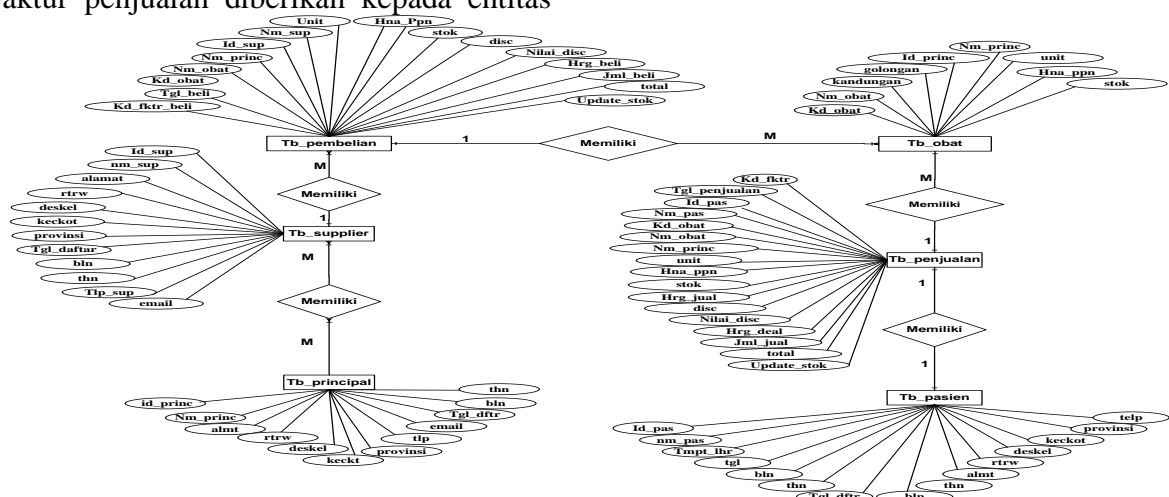 aktur penjualan diberikan kepada entitas
Unit
Hna_Ppn
Nm_sup
stok
Id_sup
disc
Nm_princ
Nilai_disc
Nm_obat
Hrg_beli
Kd_obat
Jml_beli
Tgl_beli
total
Kd_fktr_beli
Update_stok
Tb_pembelian
1
Memiliki
M
Nm_princ
Id_princ
unit
golongan
Hna_ppn
kandungan
stok
Nm_obat
Kd_obat
Tb_obat
M
Memiliki
1
Id_sup
nm_sup
alamat
rtrw
deskel
keckot
provinsi
Tgl_daftar
bln
thn
Tlp_sup
email
Tb_supplier
M
Memiliki
M
M
Memiliki
1
Kd_fktr
Tgl_penjualan
Id_pas
Nm_pas
Kd_obat
Nm_obat
Nm_princ
unit
Hna_ppn
stok
Hrg_jual
disc
Nilai_disc
Hrg_deal
Jml_jual
total
Update_stok
Tb_penjualan
1
Memiliki
1
Tb_principal
id_princ
Nm_princ
almt
rtrw
deskel
keckt
provinsi
tlp
email
Tgl_dftr
bln
thn
Tb_pasien
Id_pas
nm_pas
Tmpt_lhr
tgl
bln
thn
Tgl_dftr
bln
thn
almt
rtrw
deskel
keckot
provinsi
telp